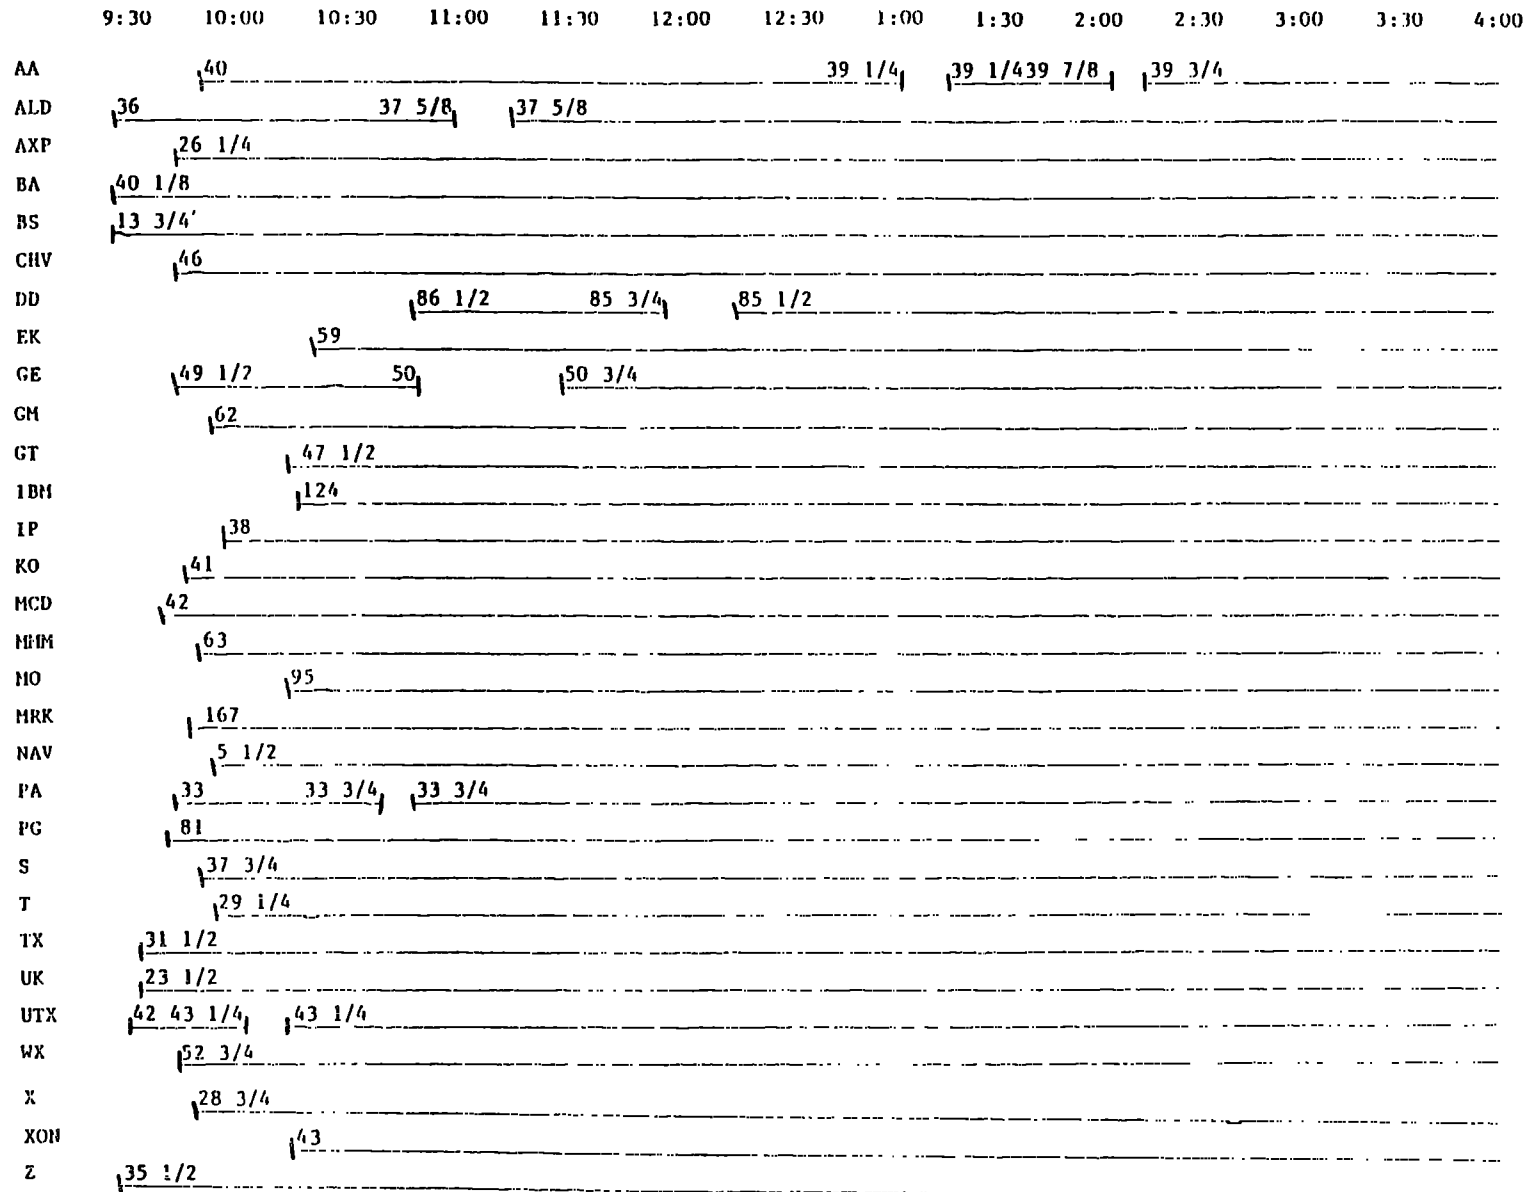 9:30 10:00 10:30 11:00 11:30 12:00 12:30 1:00 1:30 2:00 2:30 3:00 3:30 4:00
AA 40 39 1/4 39 1/4 39 7/8 39 3/4
ALD 36 37 5/8 37 5/8
AXP 26 1/4
BA 40 1/8
BS 13 3/4
CHV 46
DD 86 1/2 85 3/4 85 1/2
EK 59
GE 49 1/2 50 50 3/4
GM 62
GT 47 1/2
IBM 124
IP 38
KO 41
MCD 42
MMM 63
MO 95
MRK 167
NAV 5 1/2
PA 33 33 3/4 33 3/4
PG 81
S 37 3/4
T 29 1/4
TX 31 1/2
UK 23 1/2
UTX 42 43 1/4 43 1/4
WX 52 3/4
X 28 3/4
XON 43
Z 35 1/2